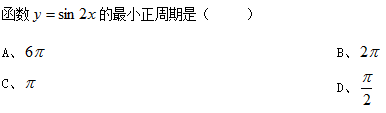 函数 y = sin 2x 的最小正周期是（　　）
A、6π　　B、2π
C、π　　D、π/2